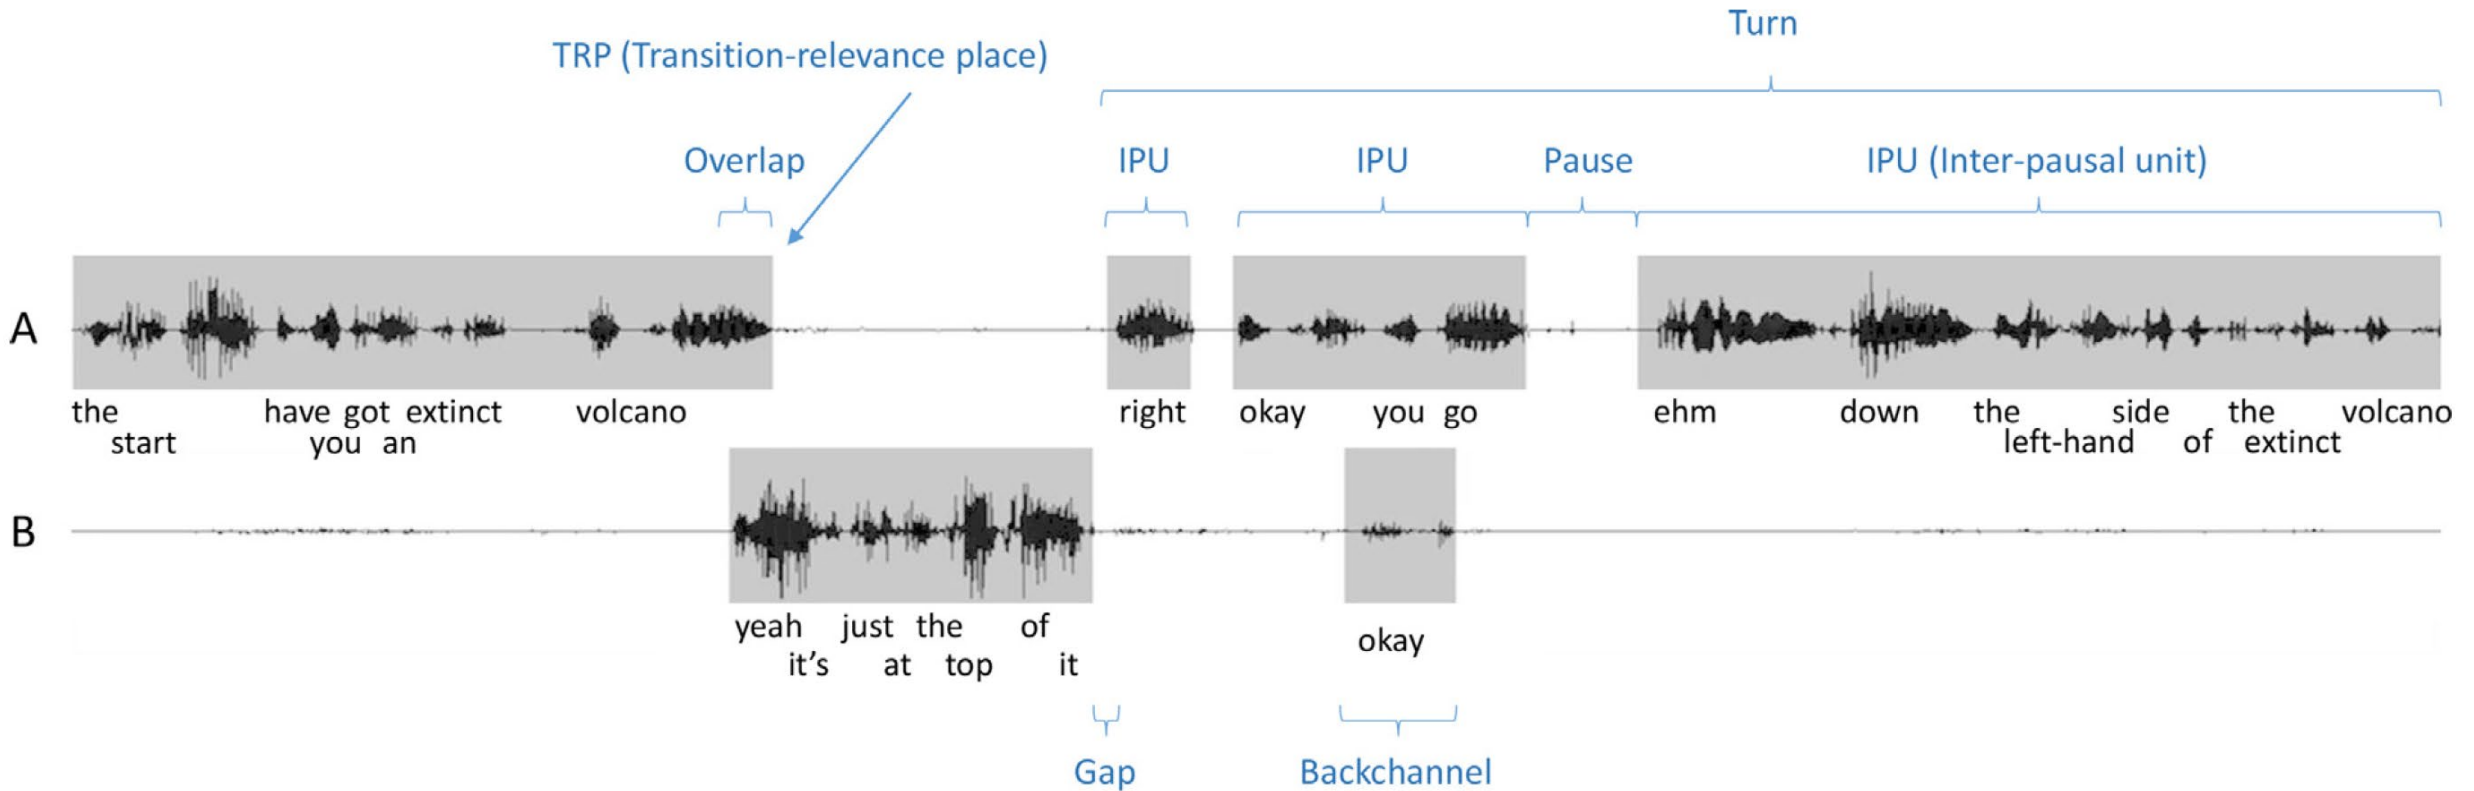 Turn
TRP (Transition-relevance place)
Overlap IPU IPU Pause IPU (Inter-pausal unit)
A
the have got extinct volcano right okay you go ehm down the side the volcano
start you an left-hand of extinct
B
yeah just the of
okay
it's at top it
Gap Backchannel